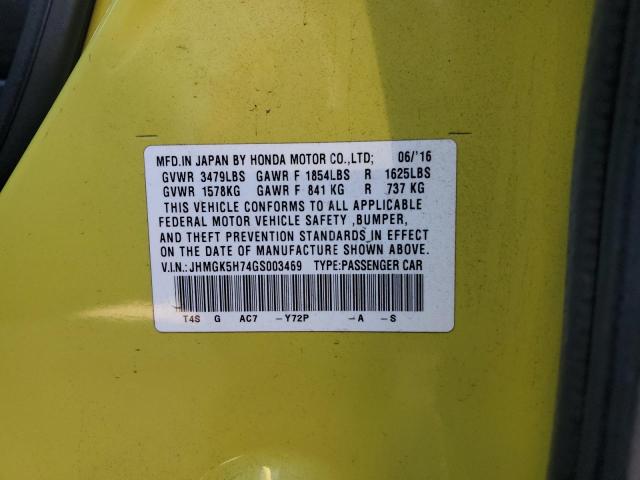 MFD.IN JAPAN BY HONDA MOTOR CO.,LTD; 06/'16
GVWR 3479LBS GAWR F 1854LBS R 1625LBS
GVWR 1578KG GAWR F 841 KG R 737 KG
THIS VEHICLE CONFORMS TO ALL APPLICABLE
FEDERAL MOTOR VEHICLE SAFETY ,BUMPER,
AND THEFT PREVENTION STANDARDS IN EFFECT
ON THE DATE OF MANUFACTURE SHOWN ABOVE.
V.I.N.: JHMGK5H74GS003469 TYPE:PASSENGER CAR
T4S G AC7 -Y72P -A -S